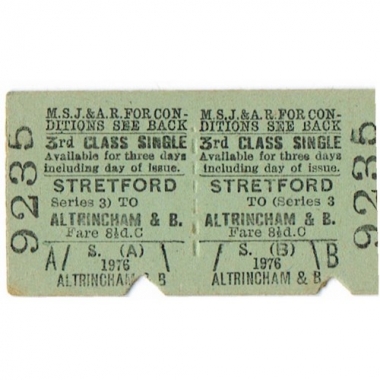 M.S.J.&A.R. FOR CON-
DITIONS SEE BACK
3rd CLASS SINGLE
Available for three days
including day of issue.
STRETFORD
Series 3) TO
ALTRINCHAM & B.
Fare 8½d.C
A/ S. (A) \A
1976
ALTRINCHAM &
9235
M.S.J.&A.R. FOR CON-
DITIONS SEE BACK
3rd CLASS SINGLE
Available for three days
including day of issue.
STRETFORD
TO (Series 3
ALTRINCHAM & B.
Fare 8½d.C
/ S. (B) \B
1976
ALTRINCHAM & B
9235